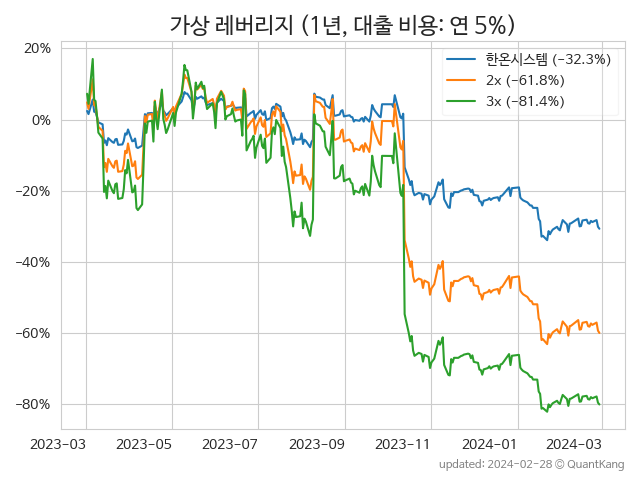 가상 레버리지 (1년, 대출 비용: 연 5%)
20%
0%
−20%
−40%
−60%
−80%
한온시스템 (−32.3%)
2x (−61.8%)
3x (−81.4%)
2023-03
2023-05
2023-07
2023-09
2023-11
2024-01
2024-03
updated: 2024-02-28 © QuantKang